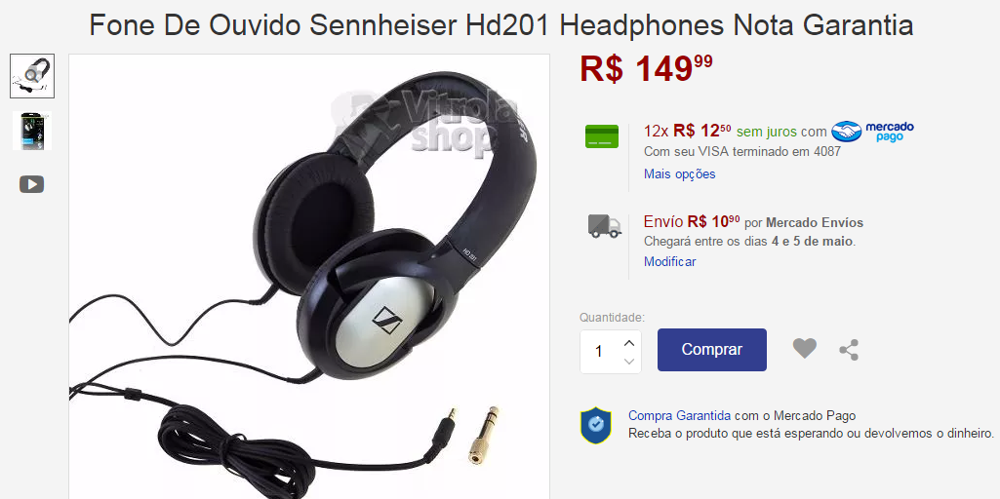 Fone De Ouvido Sennheiser Hd201 Headphones Nota Garantia
Vitrola
shop
HD 201
R$ 149⁹⁹
12x R$ 12⁵⁰ sem juros com mercado pago
Com seu VISA terminado em 4087
Mais opções
Envío R$ 10⁹⁰ por Mercado Envíos
Chegará entre os dias 4 e 5 de maio.
Modificar
Quantidade:
1
Comprar
Compra Garantida com o Mercado Pago
Receba o produto que está esperando ou devolvemos o dinheiro.